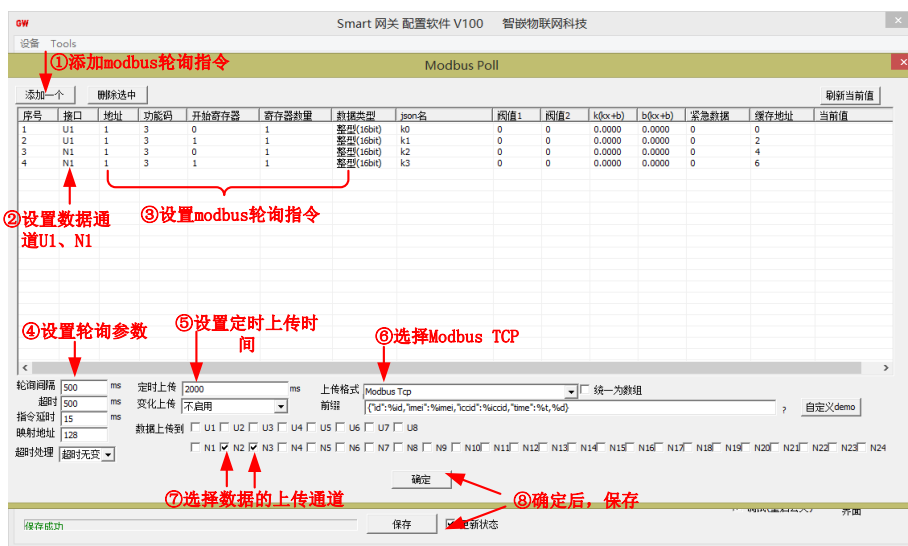 GW Smart 网关 配置软件 V100 智嵌物联网科技
设备 Tools
①添加modbus轮询指令
Modbus Poll
添加一个 删除选中 刷新当前值
序号 接口 地址 功能码 开始寄存器 寄存器数量 数据类型 json名 阀值1 阀值2 k(kx+b) b(kx+b) 紧急数据 缓存地址 当前值
1 U1 1 3 0 1 整型(16bit) k0 0 0 0.0000 0.0000 0 0
2 U1 1 3 1 1 整型(16bit) k1 0 0 0.0000 0.0000 0 2
3 N1 1 3 0 1 整型(16bit) k2 0 0 0.0000 0.0000 0 4
4 N1 1 3 1 1 整型(16bit) k3 0 0 0.0000 0.0000 0 6
②设置数据通
道U1、N1
③设置modbus轮询指令
④设置轮询参数
⑤设置定时上传时
间
⑥选择Modbus TCP
轮询间隔 500 ms 定时上传 2000 ms 上传格式 Modbus Tcp 统一为数组
超时 500 ms 变化上传 不启用 前缀 {"id":%id,"imei":%imei,"iccid":%iccid,"time":%t,%d} ? 自定义demo
指令延时 15 ms
映射地址 128 数据上传到 U1 U2 U3 U4 U5 U6 U7 U8
超时处理 超时无变 N1 N2 N3 N4 N5 N6 N7 N8 N9 N10 N11 N12 N13 N14 N15 N16 N17 N18 N19 N20 N21 N22 N23 N24
确定
⑦选择数据的上传通道
⑧确定后，保存
保存成功 保存 更新状态 界面